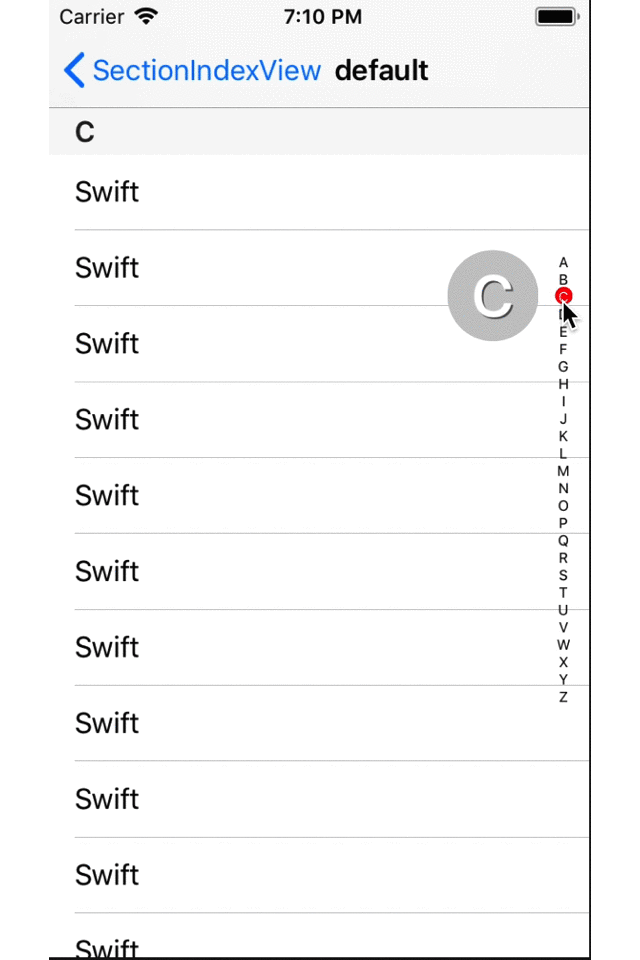 Carrier 7:10 PM
SectionIndexView default
C
Swift
Swift
C
Swift
Swift
Swift
Swift
Swift
Swift
Swift
Swift
Swift
A
B
C
E
F
G
H
I
J
K
L
M
N
O
P
Q
R
S
T
U
V
W
X
Y
Z